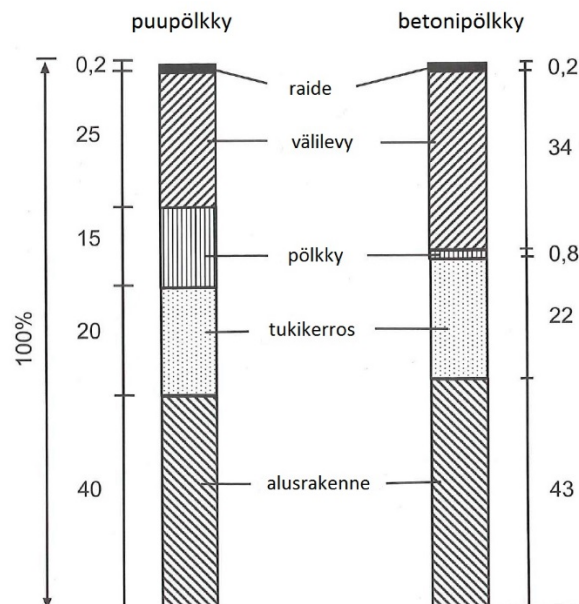 puupölkky betonipölkky
0,2 raide 0,2
25 välilevy 34
15 pölkky 0,8
20 tukikerros 22
100%
40 alusrakenne 43